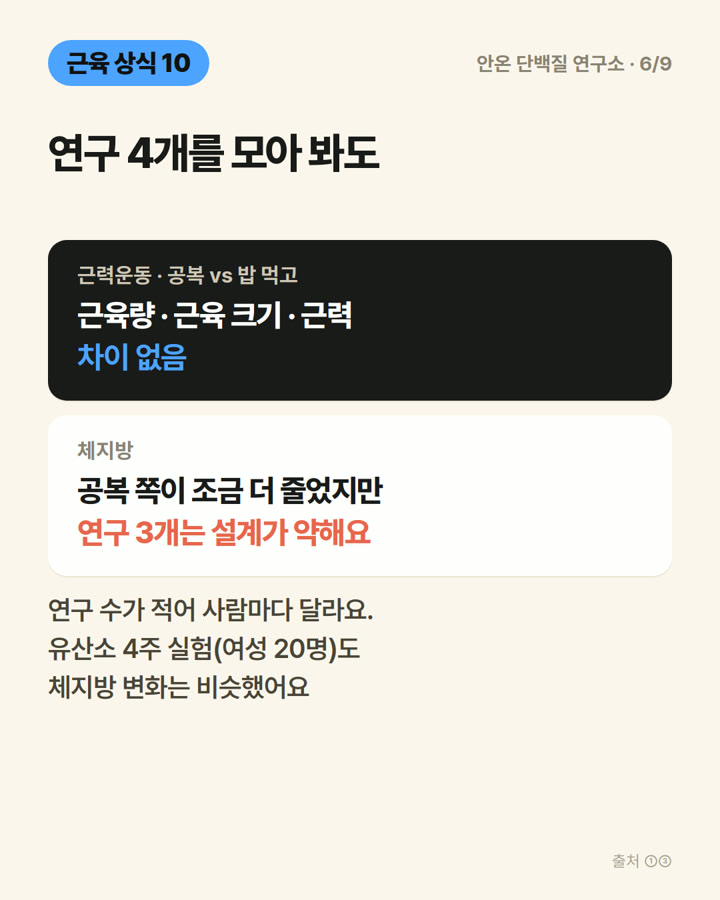 근육 상식 10
안온 단백질 연구소 · 6/9
연구 4개를 모아 봐도
근력운동 · 공복 vs 밥 먹고
근육량 · 근육 크기 · 근력
차이 없음
체지방
공복 쪽이 조금 더 줄었지만
연구 3개는 설계가 약해요
연구 수가 적어 사람마다 달라요.
유산소 4주 실험(여성 20명)도
체지방 변화는 비슷했어요
출처 ①③